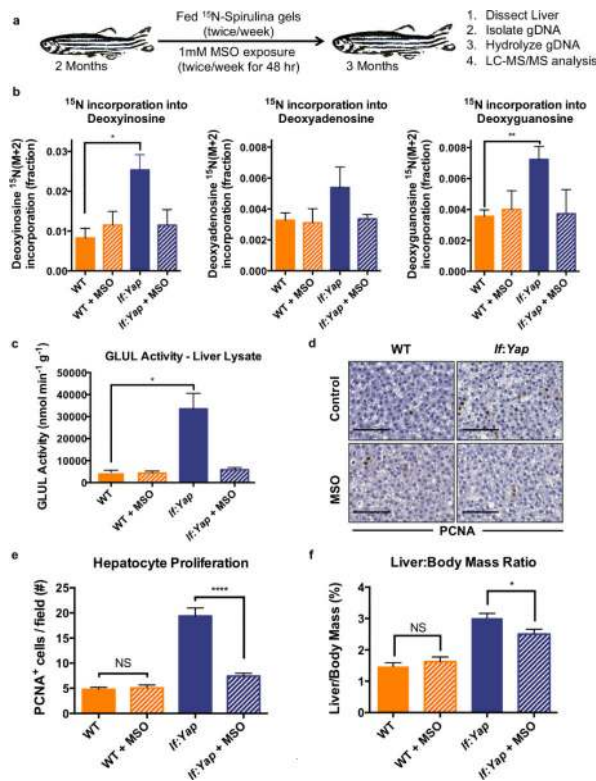 a
Fed ¹⁵N-Spirulina gels
(twice/week)
1mM MSO exposure
(twice/week for 48 hr)
2 Months
3 Months
1. Dissect Liver
2. Isolate gDNA
3. Hydrolyze gDNA
4. LC-MS/MS analysis
b
¹⁵N incorporation into
Deoxyinosine
Deoxyinosine ¹⁵N(M+2)
incorporation (fraction)
0.03
0.02
0.01
0.00
*
WT
WT + MSO
lf:Yap
lf:Yap + MSO
¹⁵N incorporation into
Deoxyadenosine
Deoxyadenosine ¹⁵N(M+2)
incorporation (fraction)
0.010
0.008
0.006
0.004
0.002
0.000
WT
WT + MSO
lf:Yap
lf:Yap + MSO
¹⁵N incorporation into
Deoxyguanosine
Deoxyguanosine ¹⁵N(M+2)
incorporation (fraction)
0.010
0.008
0.006
0.004
0.002
0.000
**
WT
WT + MSO
lf:Yap
lf:Yap + MSO
c
GLUL Activity - Liver Lysate
GLUL Activity (nmol min⁻¹ g⁻¹)
50000
40000
30000
20000
10000
0
*
WT
WT + MSO
lf:Yap
lf:Yap + MSO
d
WT
lf:Yap
Control
MSO
PCNA
e
Hepatocyte Proliferation
PCNA⁺ cells / field (#)
25
20
15
10
5
0
NS
****
WT
WT + MSO
lf:Yap
lf:Yap + MSO
f
Liver:Body Mass Ratio
Liver/Body Mass (%)
4
3
2
1
0
NS
*
WT
WT + MSO
lf:Yap
lf:Yap + MSO